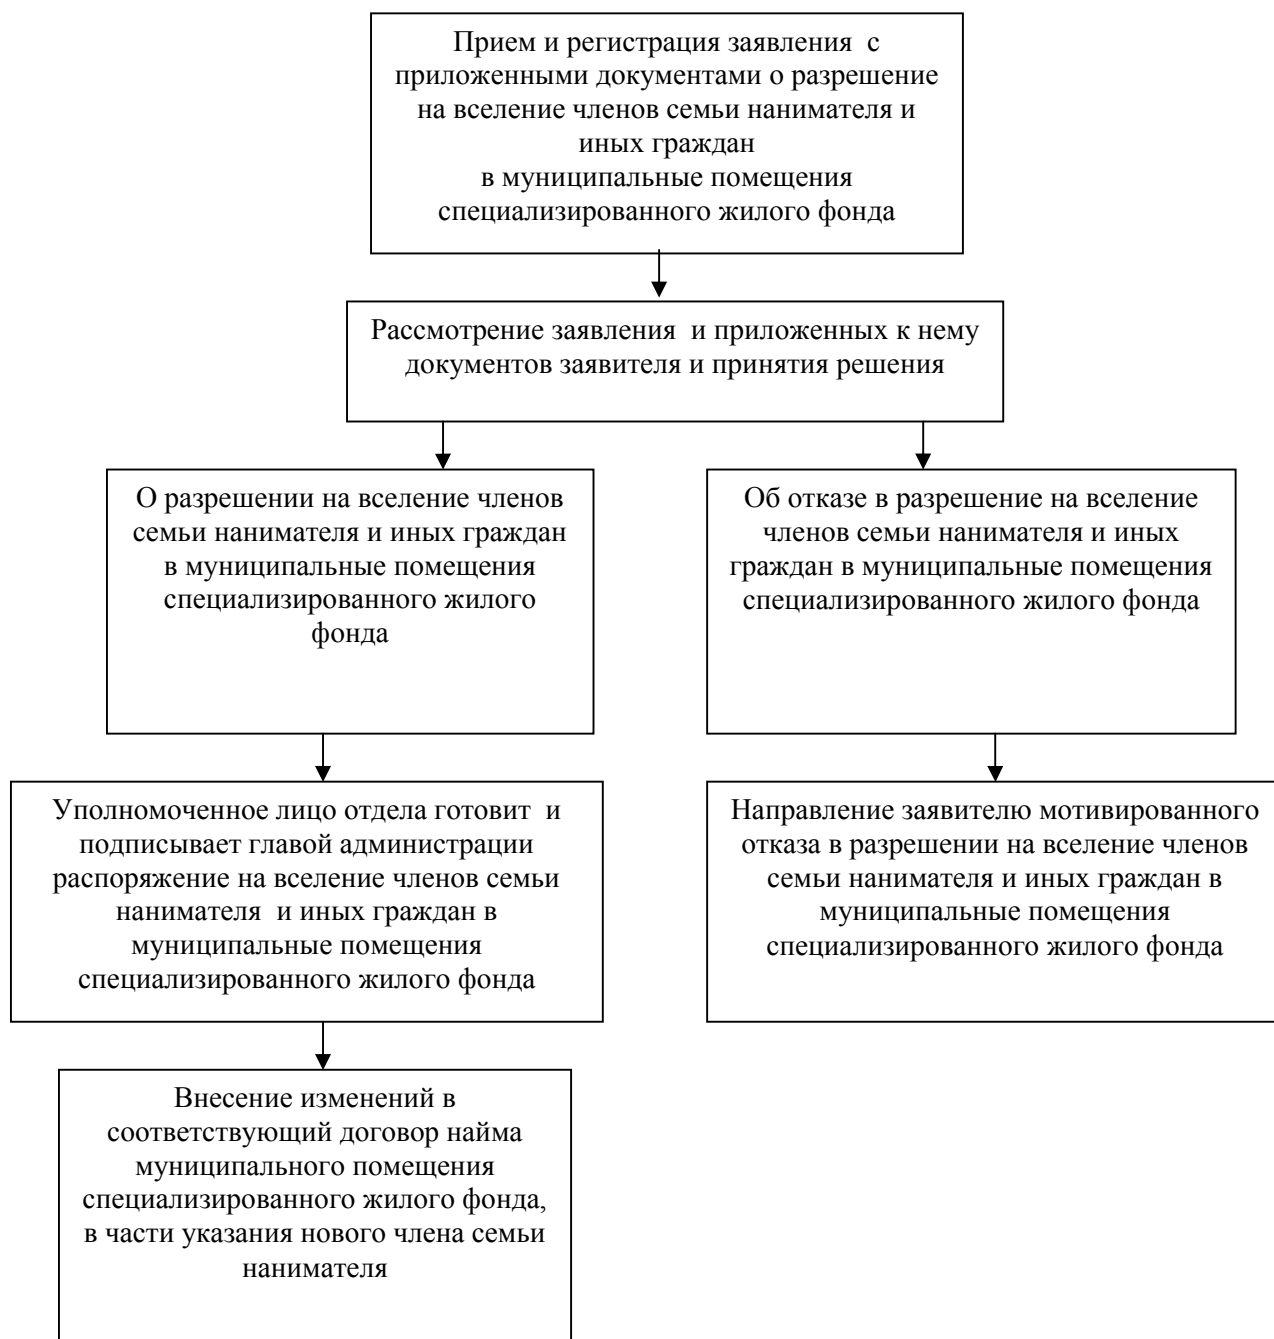 Прием и регистрация заявления  с
приложенными документами о разрешение
на вселение членов семьи нанимателя и
иных граждан
в муниципальные помещения
специализированного жилого фонда
Рассмотрение заявления  и приложенных к нему
документов заявителя и принятия решения
О разрешении на вселение членов
семьи нанимателя и иных граждан
в муниципальные помещения
специализированного жилого
фонда
Об отказе в разрешение на вселение
членов семьи нанимателя и иных
граждан в муниципальные помещения
специализированного жилого фонда
Уполномоченное лицо отдела готовит  и
подписывает главой администрации
распоряжение на вселение членов семьи
нанимателя  и иных граждан в
муниципальные помещения
специализированного жилого фонда
Направление заявителю мотивированного
отказа в разрешении на вселение членов
семьи нанимателя и иных граждан в
муниципальные помещения
специализированного жилого фонда
Внесение изменений в
соответствующий договор найма
муниципального помещения
специализированного жилого фонда,
в части указания нового члена семьи
нанимателя